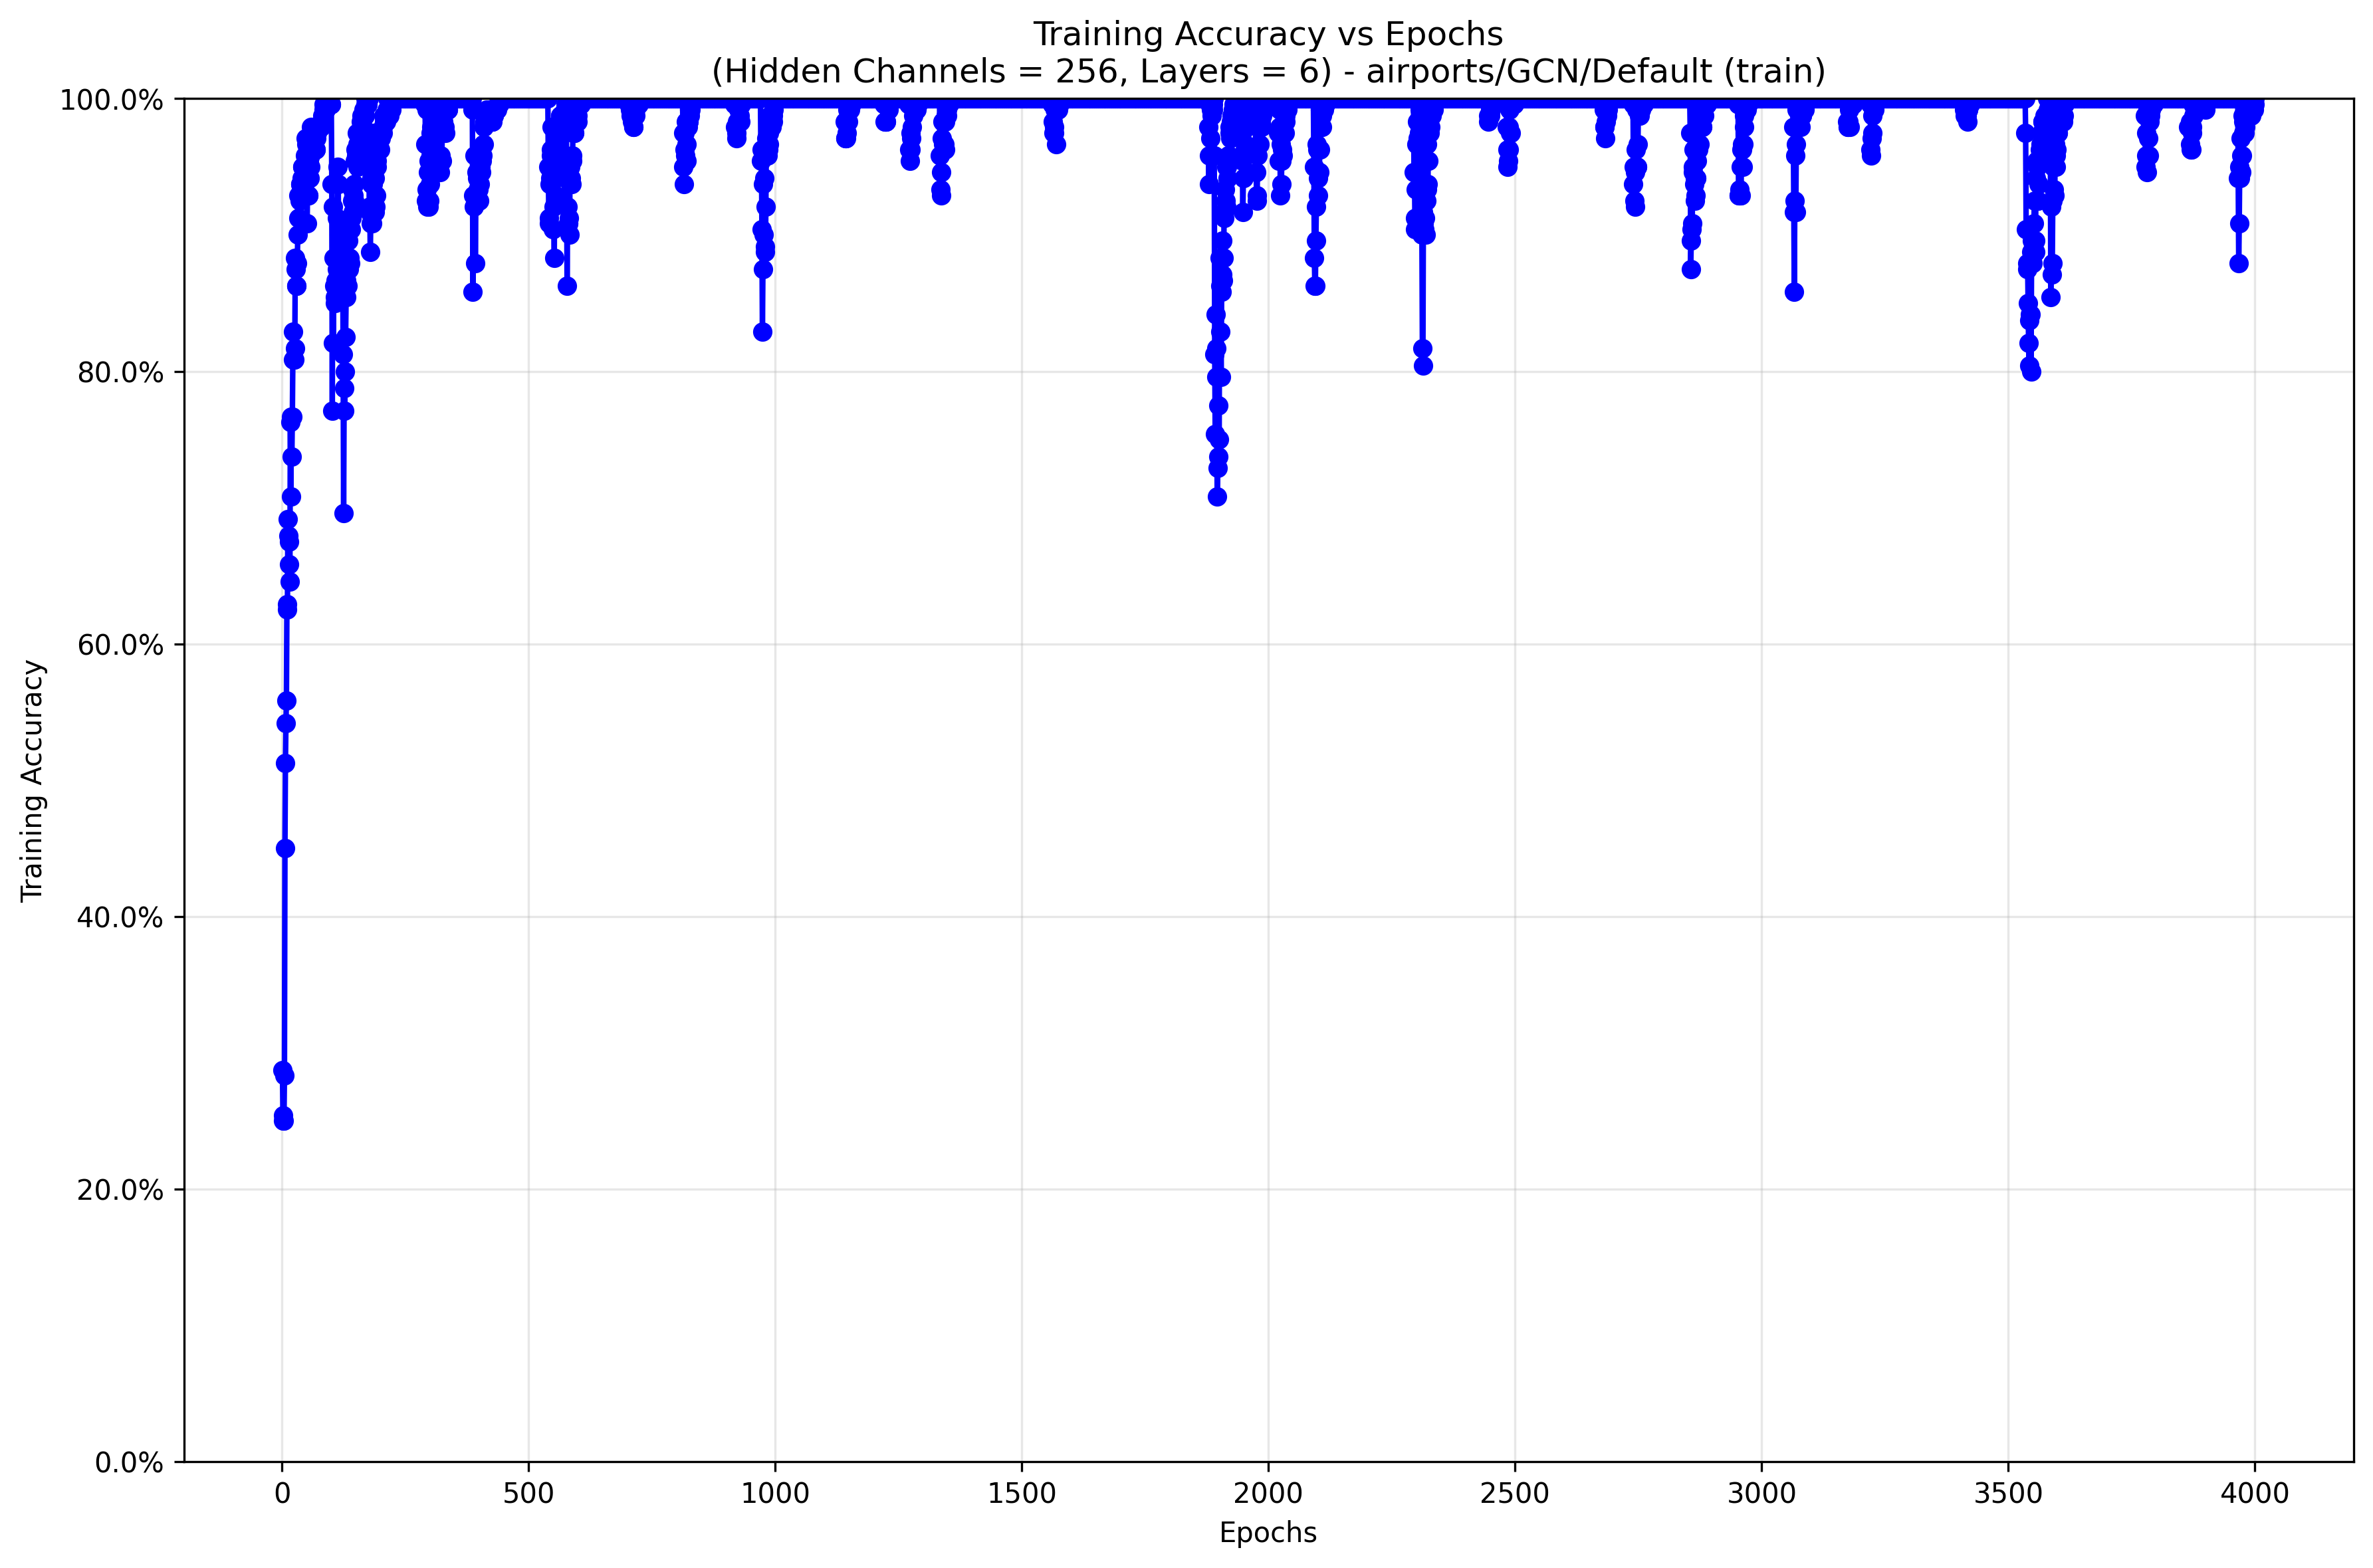 Training Accuracy vs Epochs
(Hidden Channels = 256, Layers = 6) - airports/GCN/Default (train)
100.0%
80.0%
60.0%
40.0%
20.0%
0.0%
Training Accuracy
0 500 1000 1500 2000 2500 3000 3500 4000
Epochs